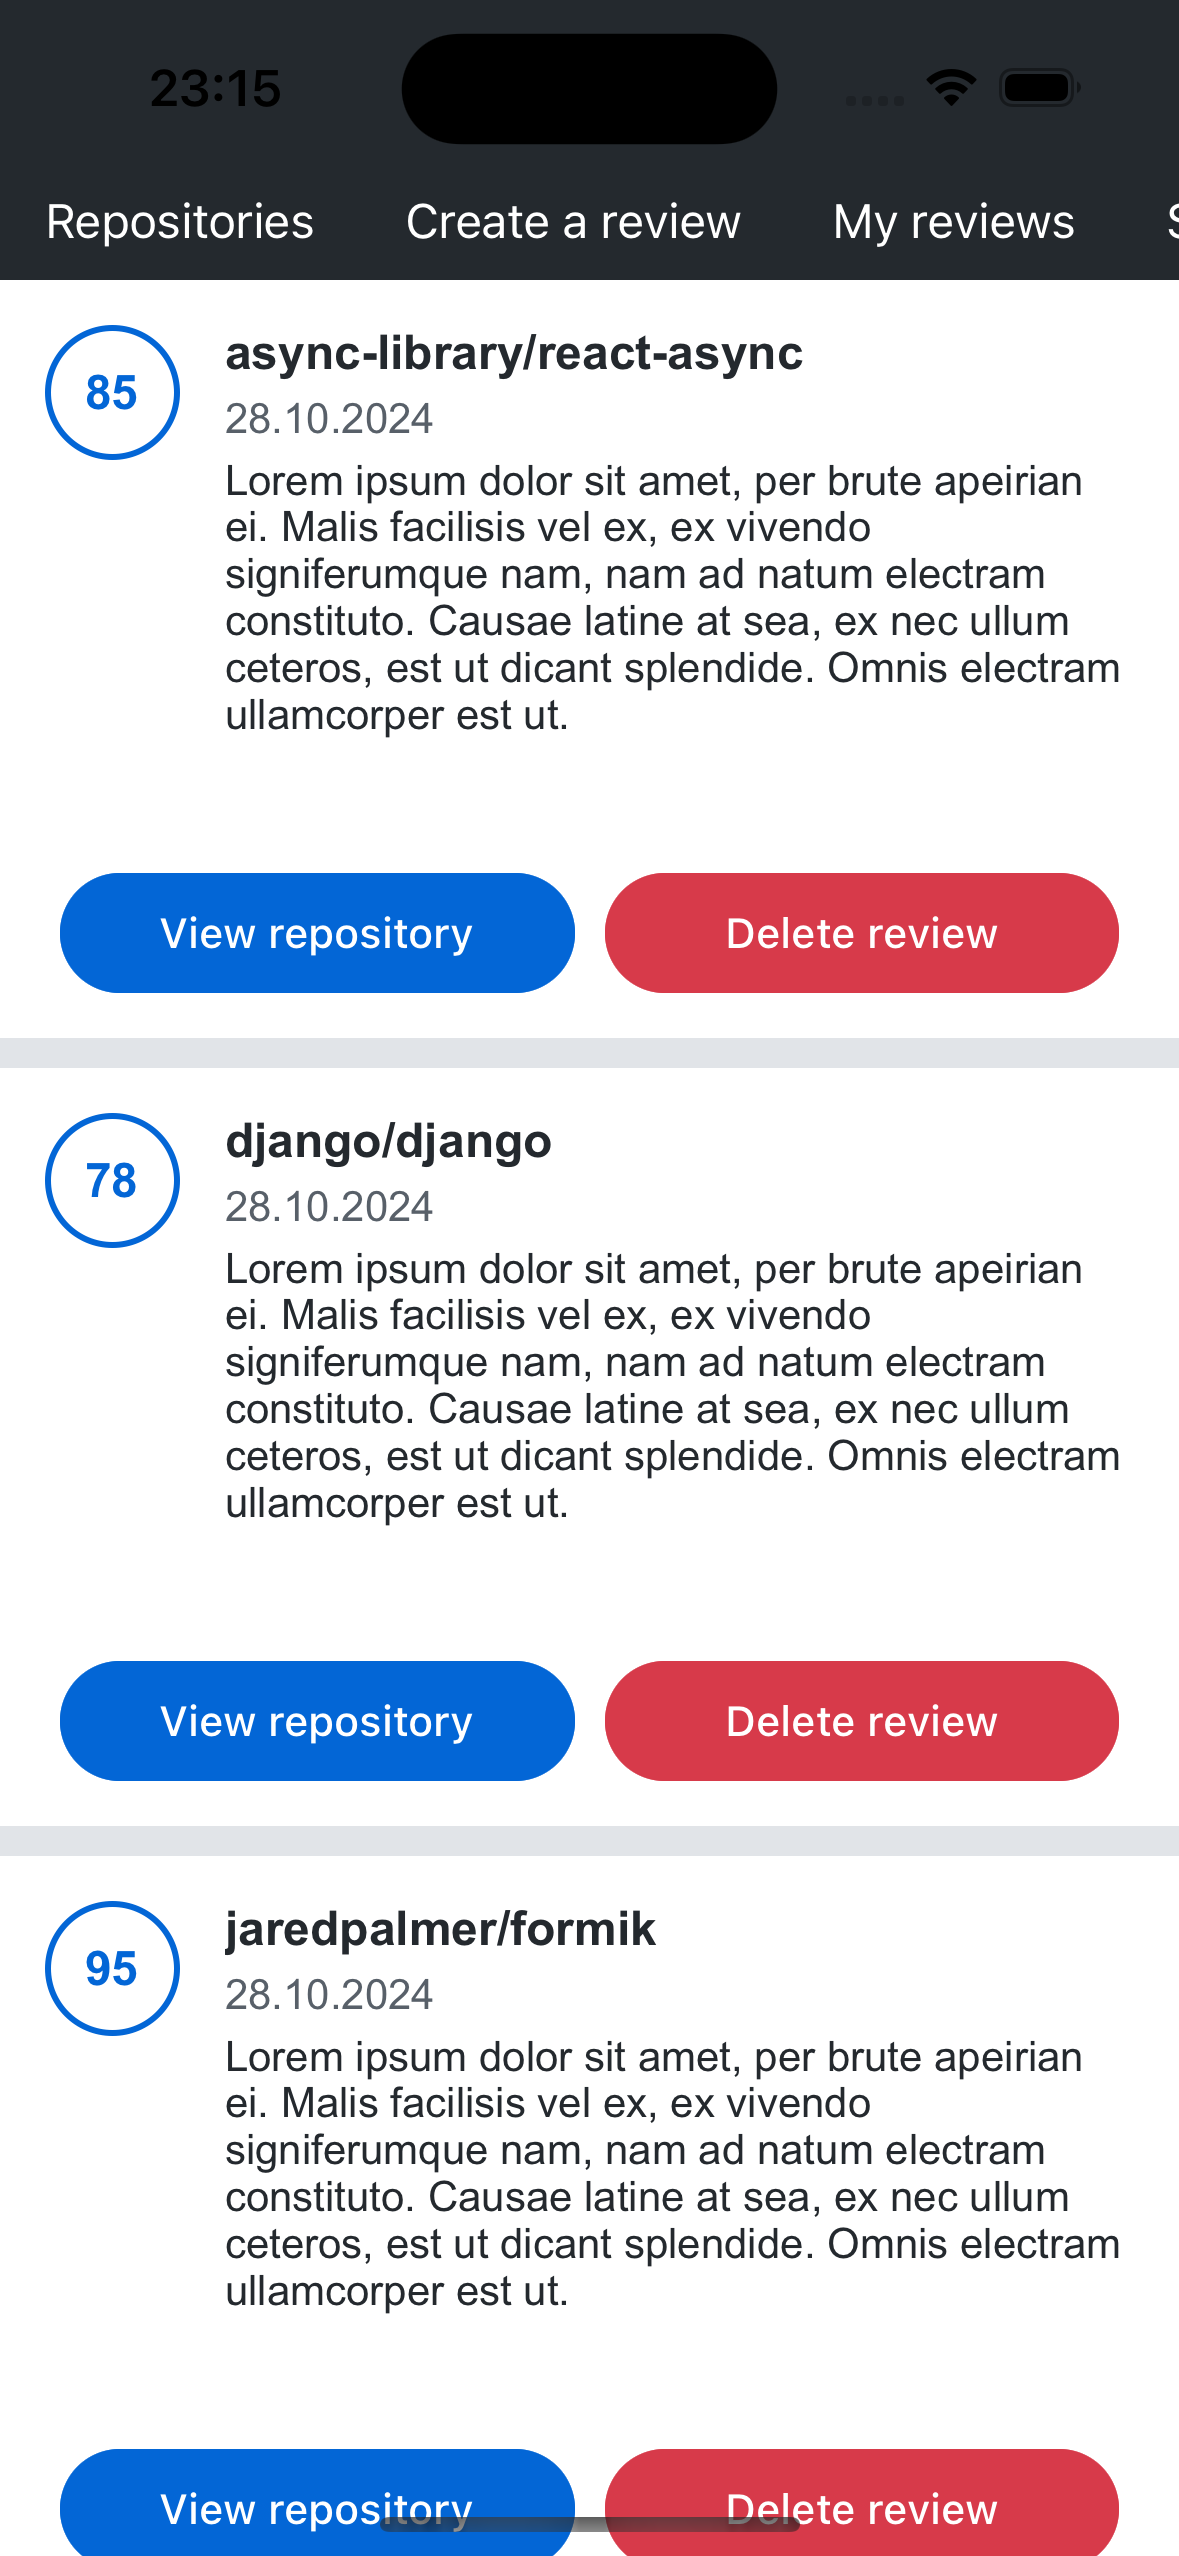 23:15
Repositories Create a review My reviews S
85
async-library/react-async
28.10.2024
Lorem ipsum dolor sit amet, per brute apeirian
ei. Malis facilisis vel ex, ex vivendo
signiferumque nam, nam ad natum electram
constituto. Causae latine at sea, ex nec ullum
ceteros, est ut dicant splendide. Omnis electram
ullamcorper est ut.
View repository Delete review
78
django/django
28.10.2024
Lorem ipsum dolor sit amet, per brute apeirian
ei. Malis facilisis vel ex, ex vivendo
signiferumque nam, nam ad natum electram
constituto. Causae latine at sea, ex nec ullum
ceteros, est ut dicant splendide. Omnis electram
ullamcorper est ut.
View repository Delete review
95
jaredpalmer/formik
28.10.2024
Lorem ipsum dolor sit amet, per brute apeirian
ei. Malis facilisis vel ex, ex vivendo
signiferumque nam, nam ad natum electram
constituto. Causae latine at sea, ex nec ullum
ceteros, est ut dicant splendide. Omnis electram
ullamcorper est ut.
View repository Delete review